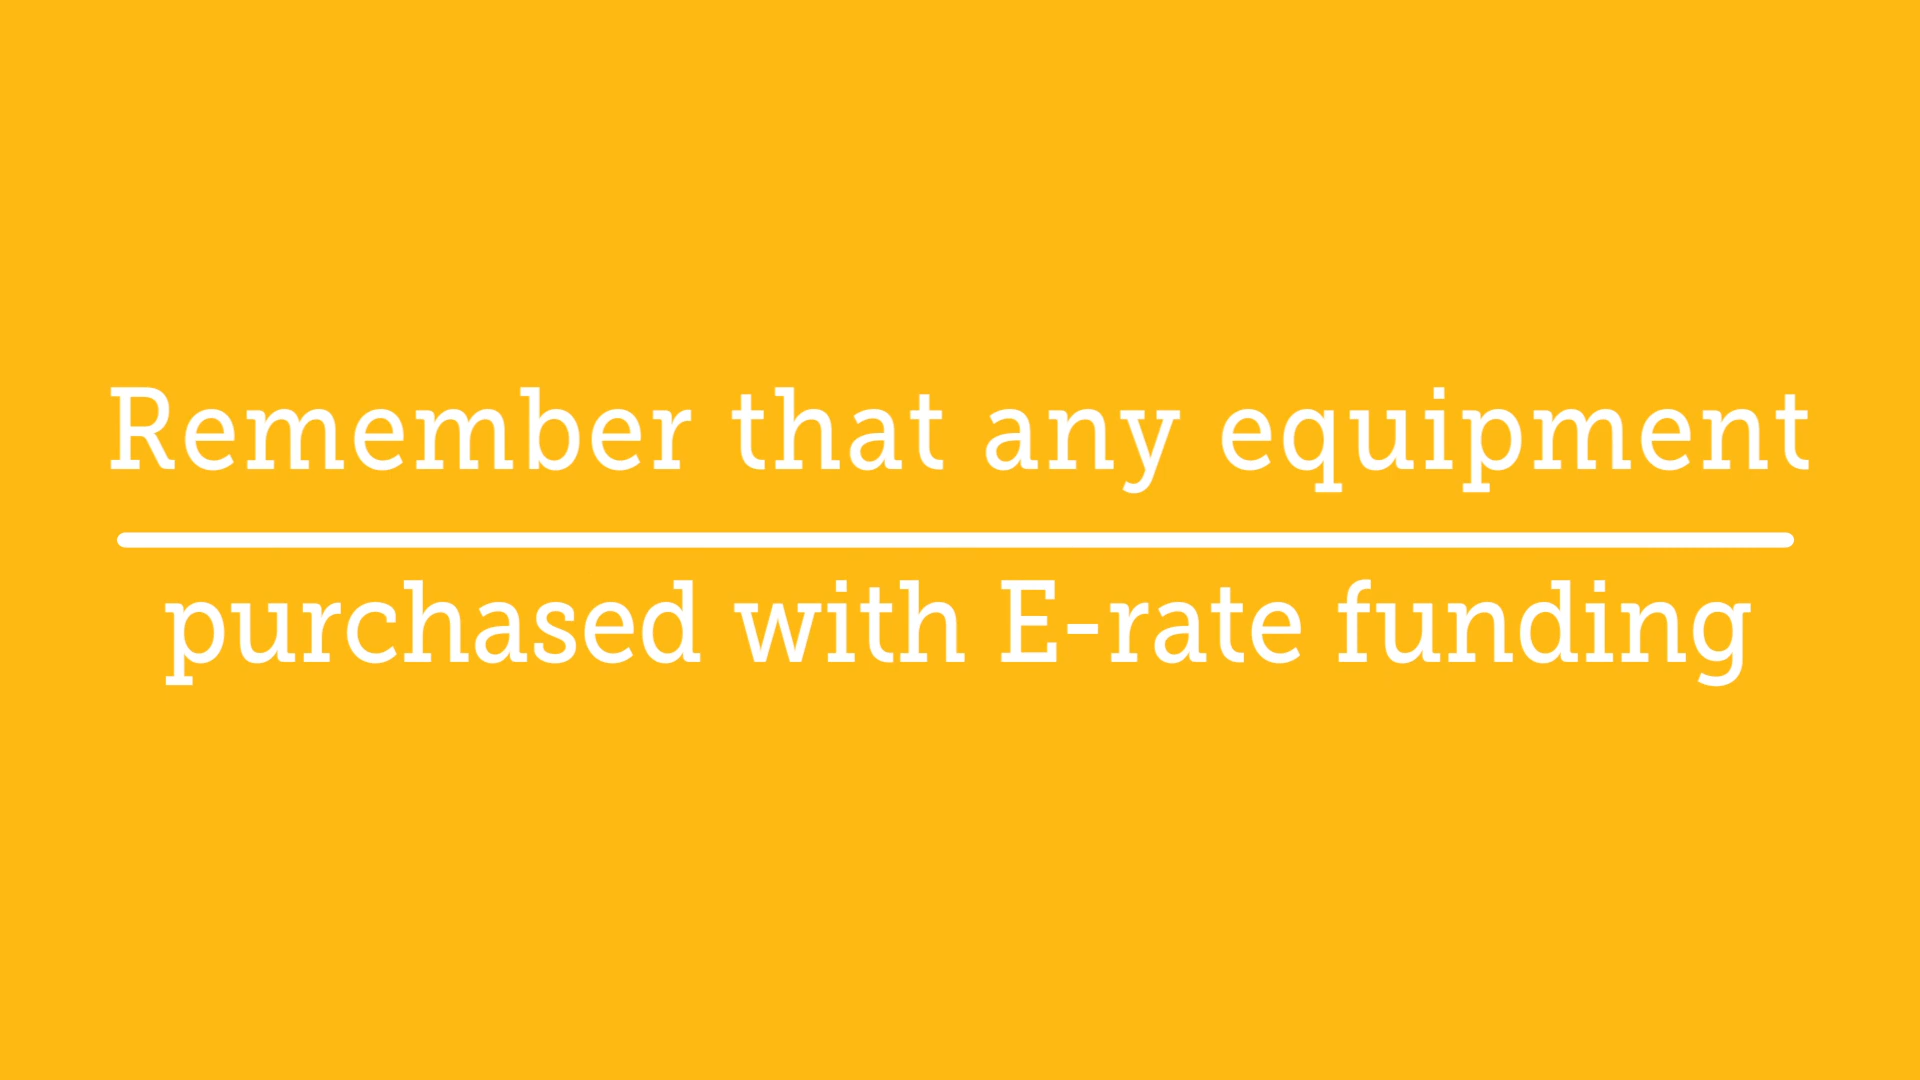 Remember that any equipment
purchased with E-rate funding